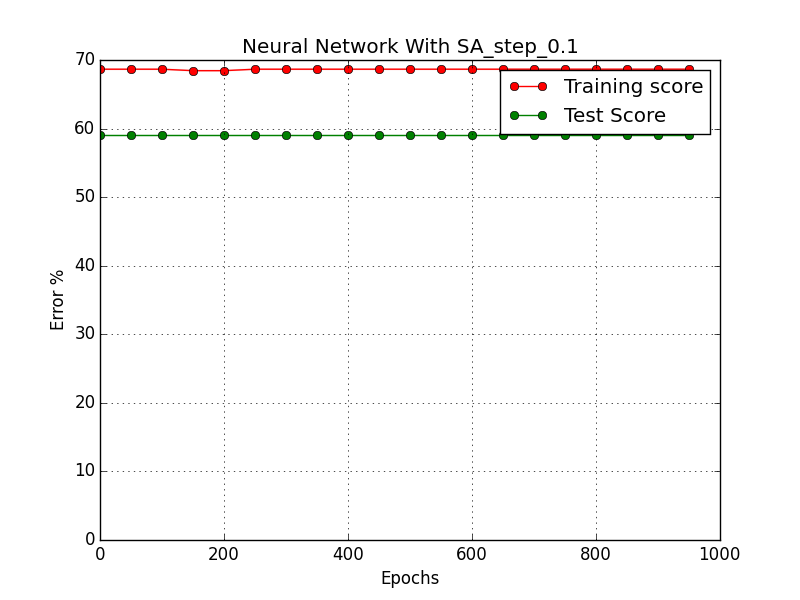 Neural Network With SA_step_0.1
70
60
50
40
30
20
10
0
Error %
Training score
Test Score
0 200 400 600 800 1000
Epochs